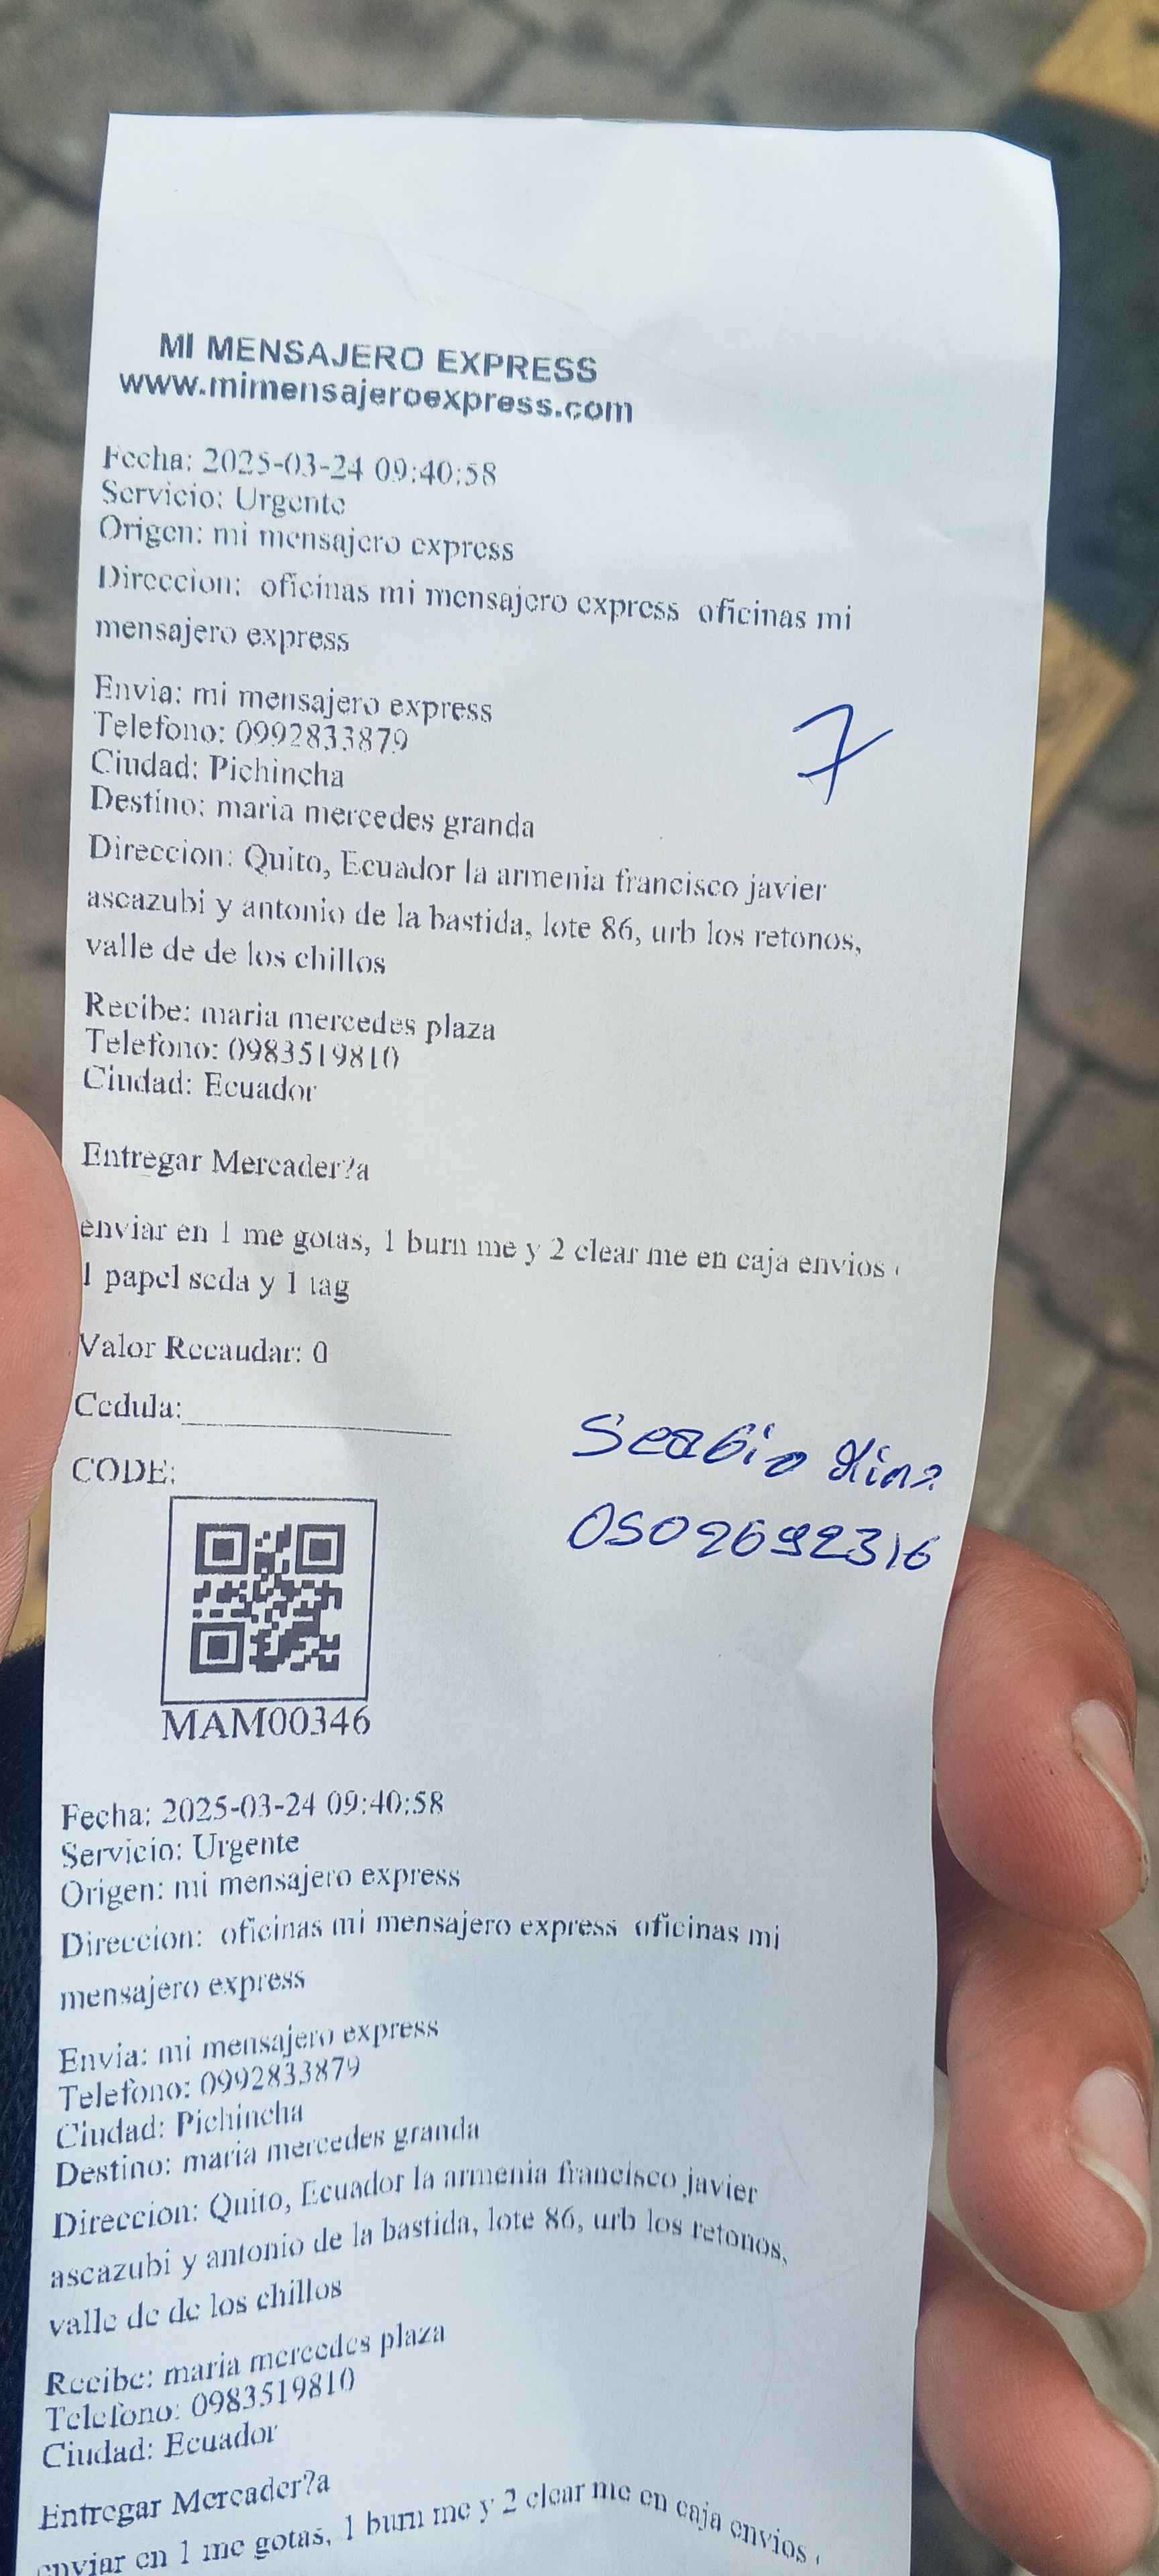 MI MENSAJERO EXPRESS
www.mimensajeroexpress.com
Fecha: 2025-03-24 09:40:58
Servicio: Urgente
Origen: mi mensajero express
Direccion: oficinas mi mensajero express oficinas mi
mensajero express
Envia: mi mensajero express
Telefono: 0992833879
7
Ciudad: Pichincha
Destino: maria mercedes granda
Direccion: Quito, Ecuador la armenia francisco javier
ascazubi y antonio de la bastida, lote 86, urb los retonos,
valle de de los chillos
Recibe: maria mercedes plaza
Telefono: 0983519810
Ciudad: Ecuador
Entregar Mercader?a
enviar en 1 me gotas, 1 burn me y 2 clear me en caja envios
1 papel seda y 1 tag
Valor Recaudar: 0
Cedula:
CODE:
0502692316
MAM00346
Fecha: 2025-03-24 09:40:58
Servicio: Urgente
Origen: mi mensajero express
Direccion: oficinas mi mensajero express oficinas mi
mensajero express
Envia: mi mensajero express
Telefono: 0992833879
Ciudad: Pichincha
Destino: maria mercedes granda
Direccion: Quito, Ecuador la armenia francisco javier
ascazubi y antonio de la bastida, lote 86, urb los retonos,
valle de de los chillos
Recibe: maria mercedes plaza
Telefono: 0983519810
Ciudad: Ecuador
Entregar Mercader?a
enviar en 1 me gotas, 1 burn me y 2 clear me en caja envios